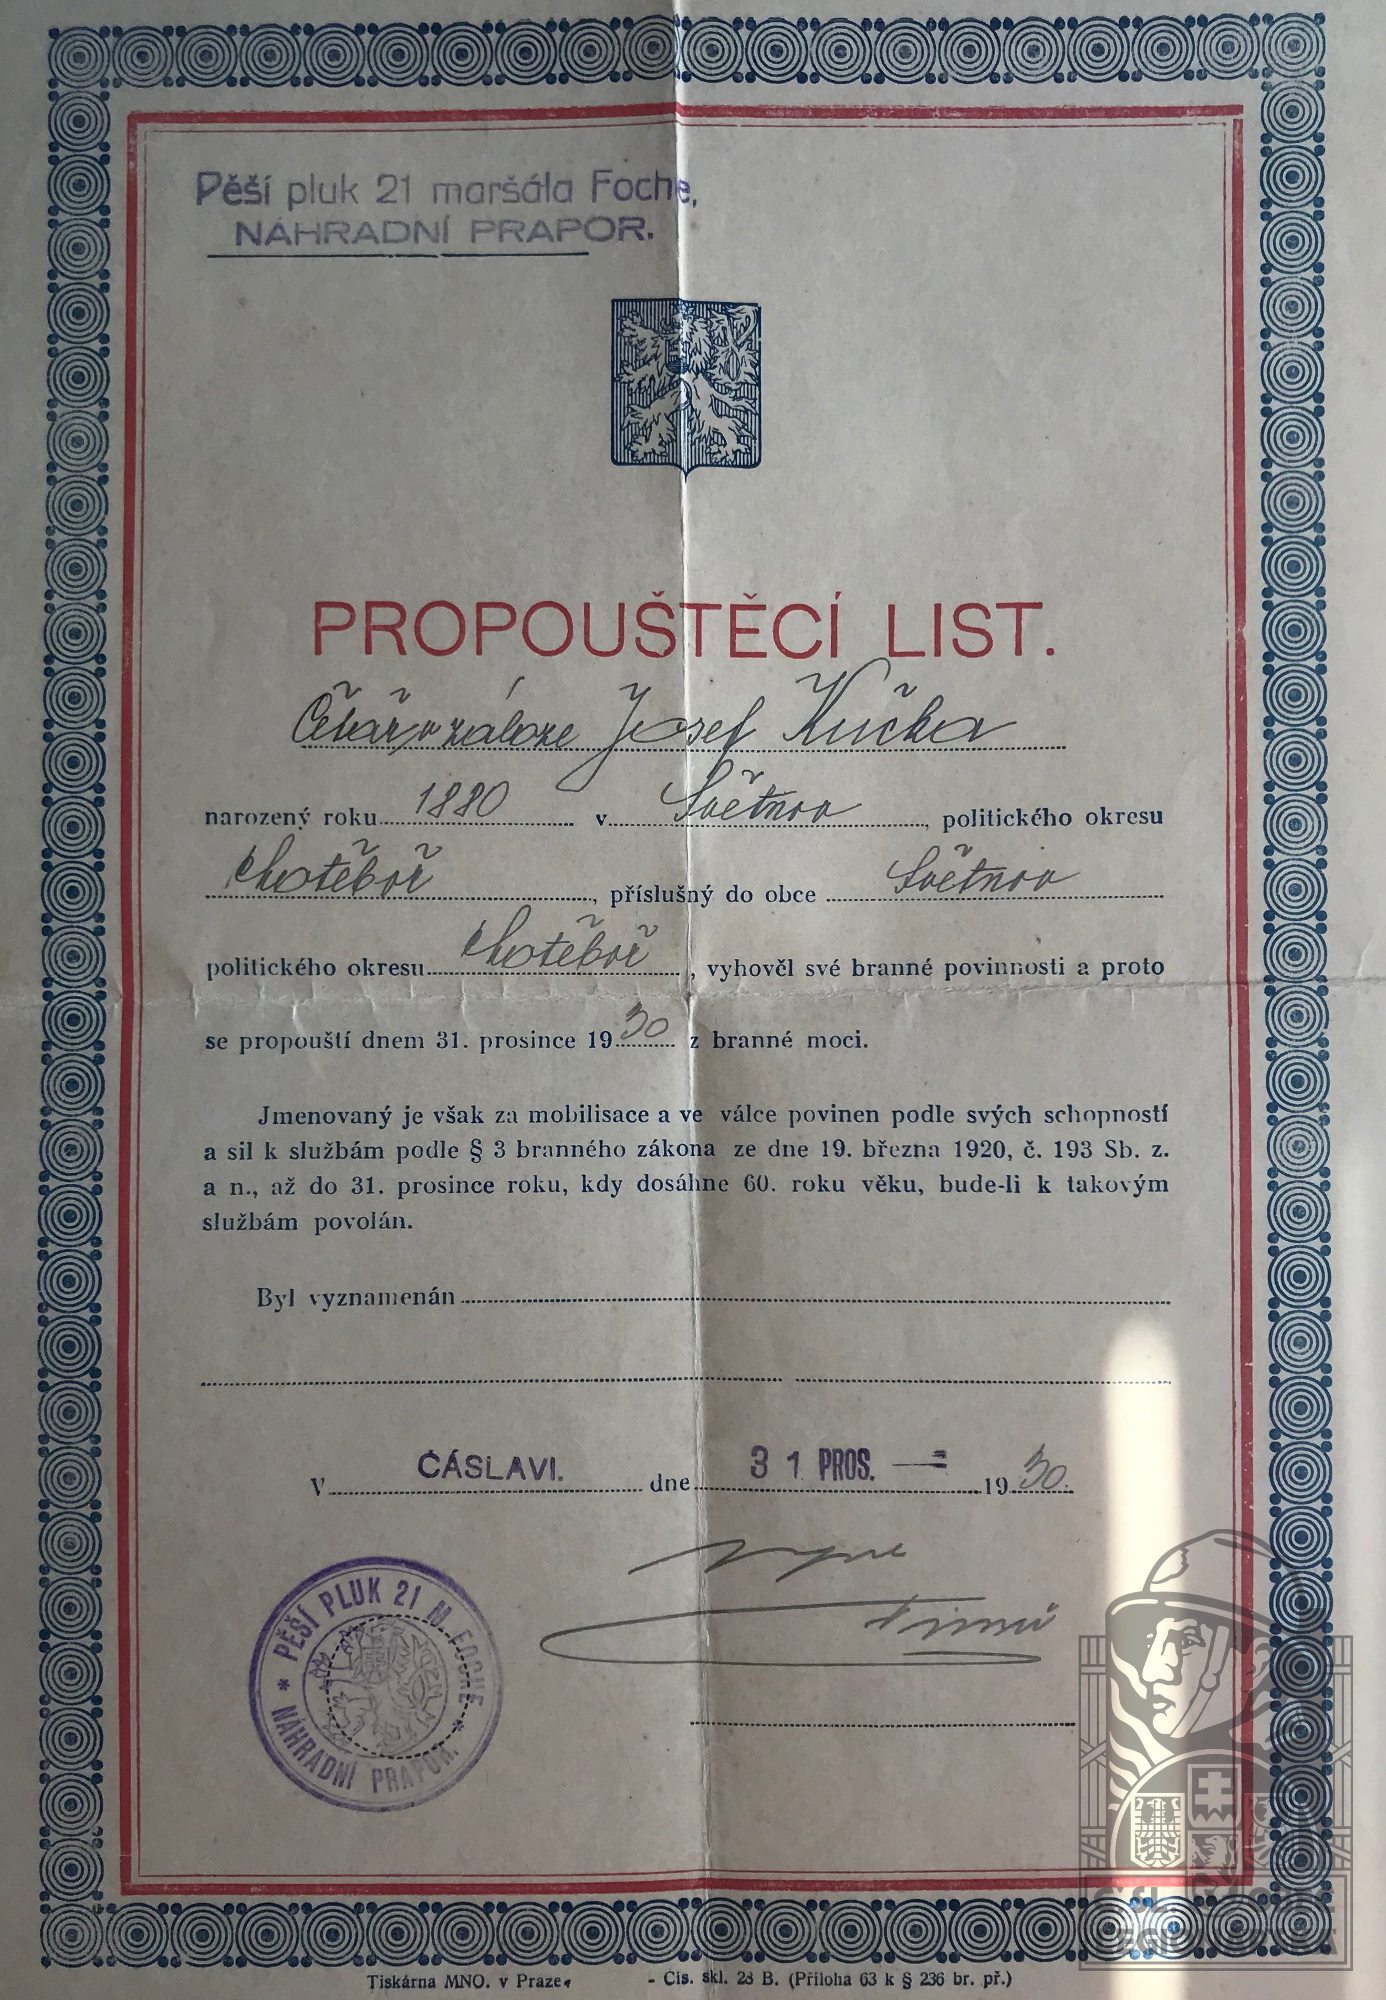 Pěší pluk 21 maršála Foche,
NÁHRADNÍ PRAPOR.
PROPOUŠTĚCÍ LIST.
Četař v záloze Josef Kučka
narozený roku 1880 v Světnov, politického okresu
Chotěboř, příslušný do obce Světnov
politického okresu Chotěboř, vyhověl své branné povinnosti a proto
se propouští dnem 31. prosince 1930 z branné moci.
Jmenovaný je však za mobilisace a ve válce povinen podle svých schopností
a sil k službám podle § 3 branného zákona ze dne 19. března 1920, č. 193 Sb. z.
a n., až do 31. prosince roku, kdy dosáhne 60. roku věku, bude-li k takovým
službám povolán.
Byl vyznamenán
V ČÁSLAVI. dne 31 PROS. 1930.
* PĚŠÍ PLUK 21 M. FOCHE *
NÁHRADNÍ PRAPOR.
LEGIONÁŘSKÁ
Tiskárna MNO. v Praze. - Čís. skl. 23 B. (Příloha 63 k § 236 br. př.)